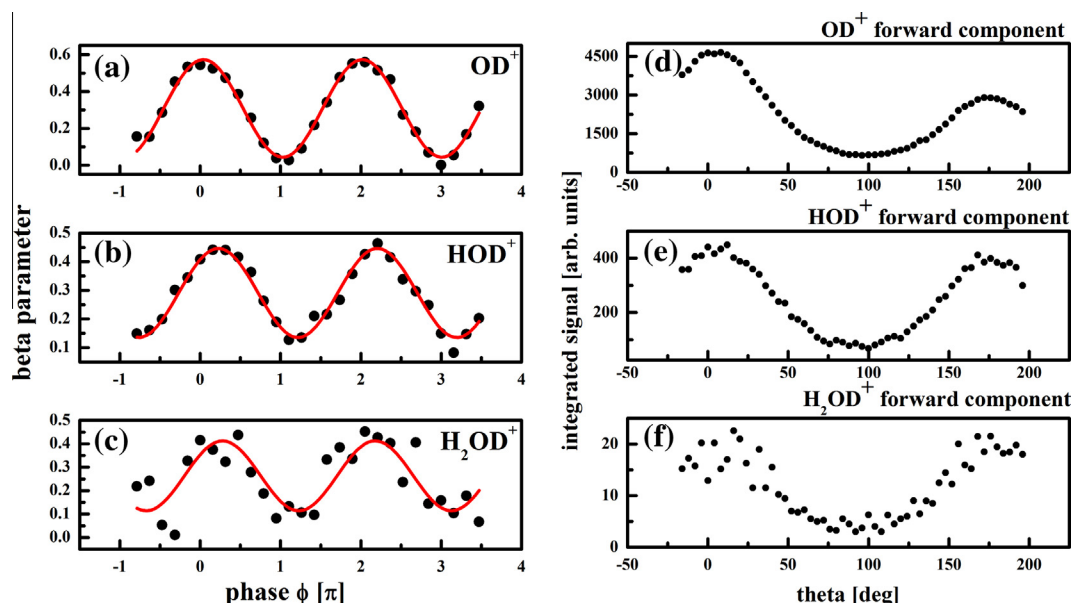 (a) OD⁺
0.6
0.4
0.2
0.0
-1 0 1 2 3 4
(b) HOD⁺
0.5
0.4
0.3
0.2
0.1
-1 0 1 2 3 4
(c) H₂OD⁺
0.5
0.4
0.3
0.2
0.1
0.0
-1 0 1 2 3 4
beta parameter
phase ϕ [π]
OD⁺ forward component
(d)
4500
3000
1500
0
-50 0 50 100 150 200
HOD⁺ forward component
(e)
400
200
-50 0 50 100 150 200
H₂OD⁺ forward component
(f)
20
10
0
-50 0 50 100 150 200
integrated signal [arb. units]
theta [deg]